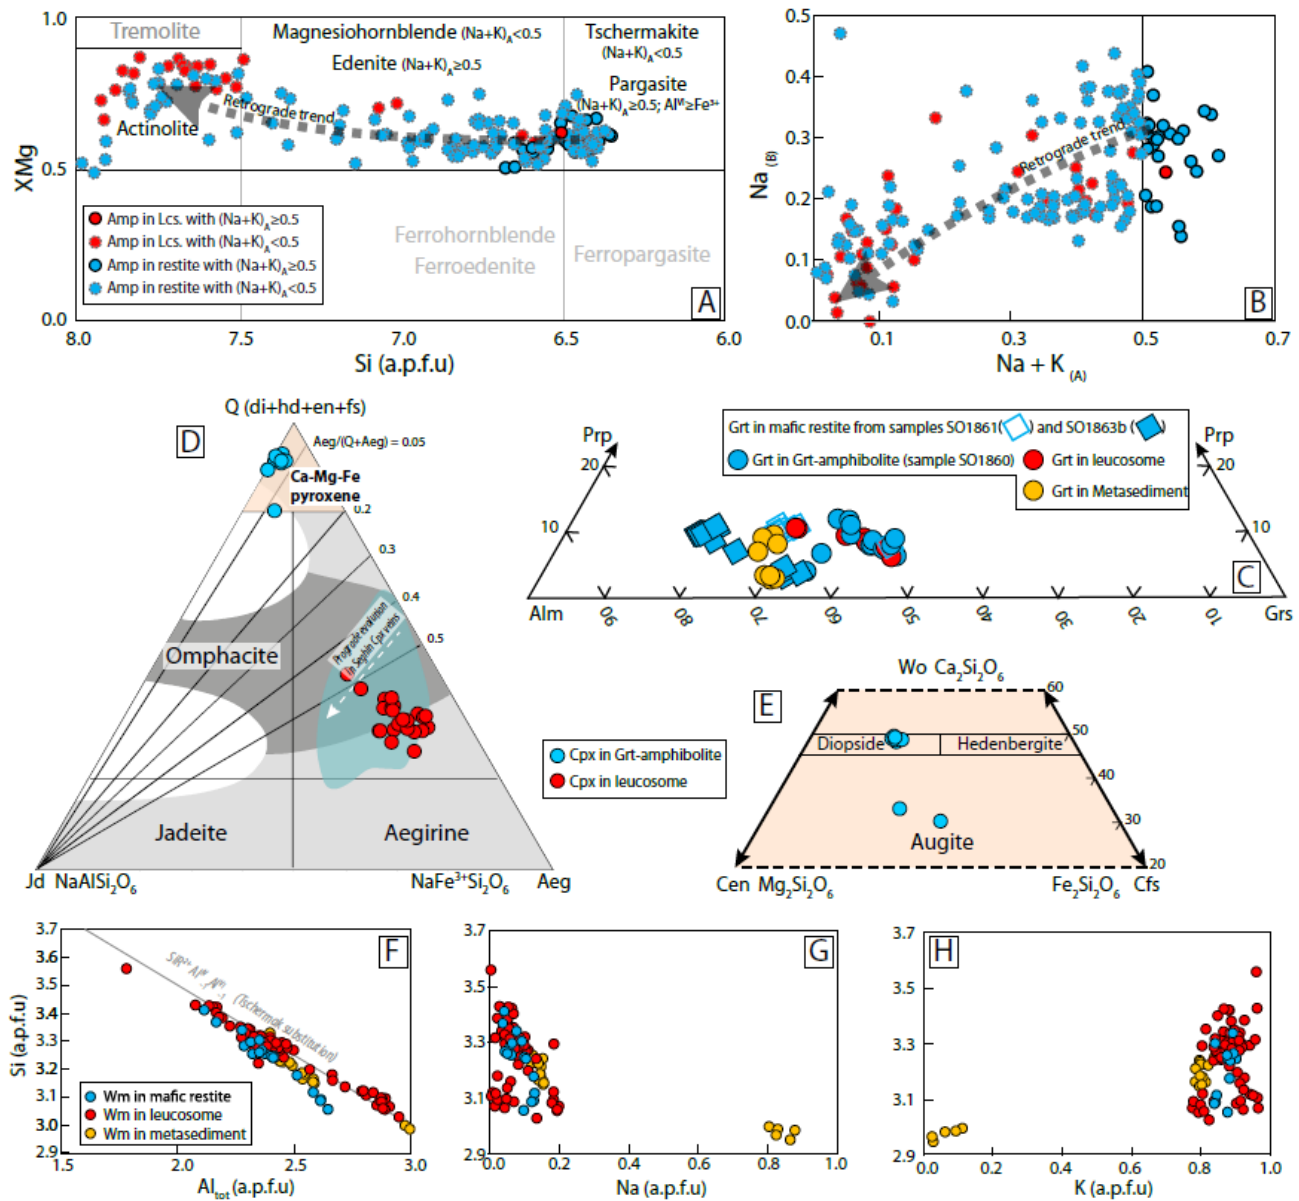 1.0
Tremolite
Magnesiohornblende (Na+K)A<0.5
Edenite (Na+K)A≥0.5
Tschermakite
(Na+K)A<0.5
Pargasite
(Na+K)A≥0.5; AlVI≥Fe3+
Retrograde trend
Actinolite
XMg
0.5
Amp in Lcs. with (Na+K)A≥0.5
Amp in Lcs. with (Na+K)A<0.5
Amp in restite with (Na+K)A≥0.5
Amp in restite with (Na+K)A<0.5
Ferrohornblende
Ferroedenite
Ferropargasite
A
0.0
8.0
7.5
7.0
6.5
6.0
Si (a.p.f.u)
0.5
0.4
0.3
0.2
0.1
0.0
Na (B)
Retrograde trend
B
0.1
0.3
0.5
0.7
Na + K (A)
Q (di+hd+en+fs)
D
Aeg/(Q+Aeg) = 0.05
Ca-Mg-Fe
pyroxene
0.2
0.3
0.4
0.5
Prograde evolution
in Seghin Cpx veins
Omphacite
Jadeite
Aegirine
Jd NaAlSi2O6
NaFe3+Si2O6 Aeg
Grt in mafic restite from samples SO1861( ) and SO1863b ( )
Grt in Grt-amphibolite (sample SO1860)
Grt in leucosome
Grt in Metasediment
Prp
20
10
Prp
20
10
C
Alm
90
80
70
60
50
40
30
20
10
Grs
Cpx in Grt-amphibolite
Cpx in leucosome
Wo Ca2Si2O6
E
60
50
40
30
20
Diopside
Hedenbergite
Augite
Cen Mg2Si2O6
Fe2Si2O6 Cfs
3.7
3.6
3.5
3.4
3.3
3.2
3.1
3.0
2.9
Si (a.p.f.u)
(Tschermak substitution)
F
Wm in mafic restite
Wm in leucosome
Wm in metasediment
1.5
2.0
2.5
3.0
Altot (a.p.f.u)
3.7
3.5
3.3
3.1
2.9
G
0.0
0.2
0.4
0.6
0.8
1.0
Na (a.p.f.u)
3.7
3.5
3.3
3.1
2.9
H
0.0
0.2
0.4
0.6
0.8
1.0
K (a.p.f.u)